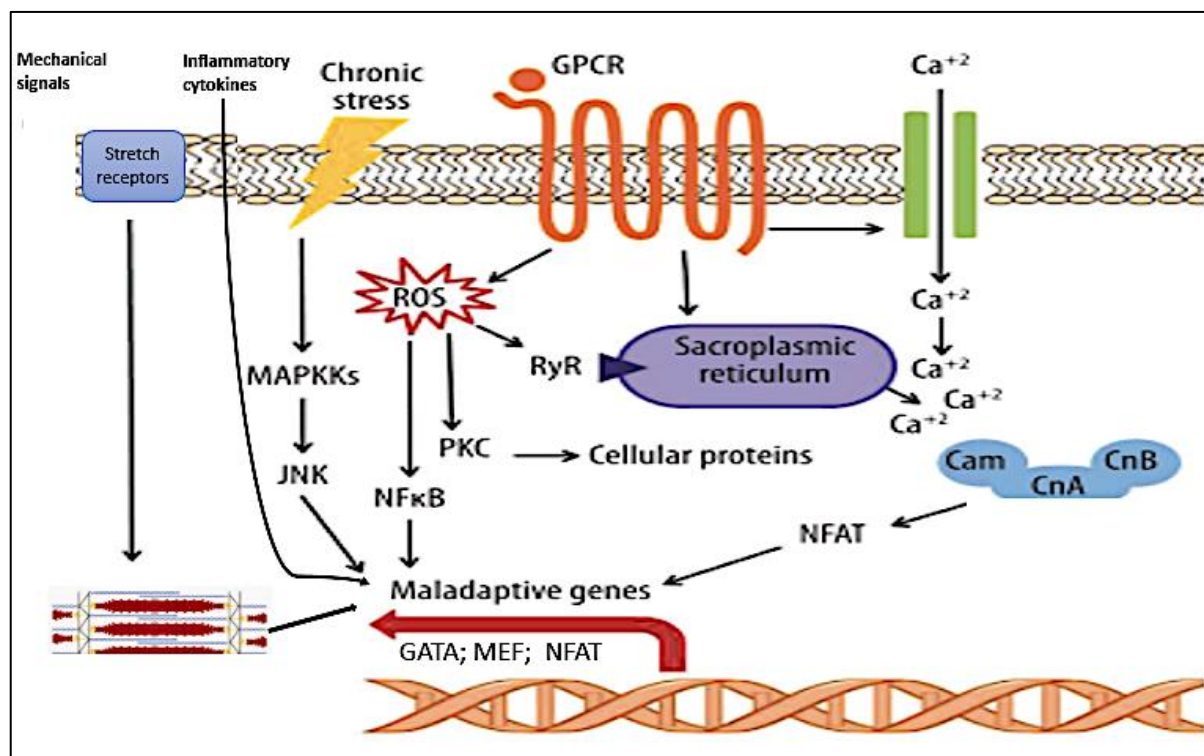 Mechanical
signals
Inflammatory
cytokines
Chronic
stress
GPCR
Ca+2
Stretch
receptors
ROS
Ca+2
MAPKKs
RyR
Sacroplasmic
reticulum
Ca+2
Ca+2
Ca+2
JNK
PKC
Cellular proteins
NFκB
Cam
CnB
CnA
NFAT
Maladaptive genes
GATA; MEF; NFAT